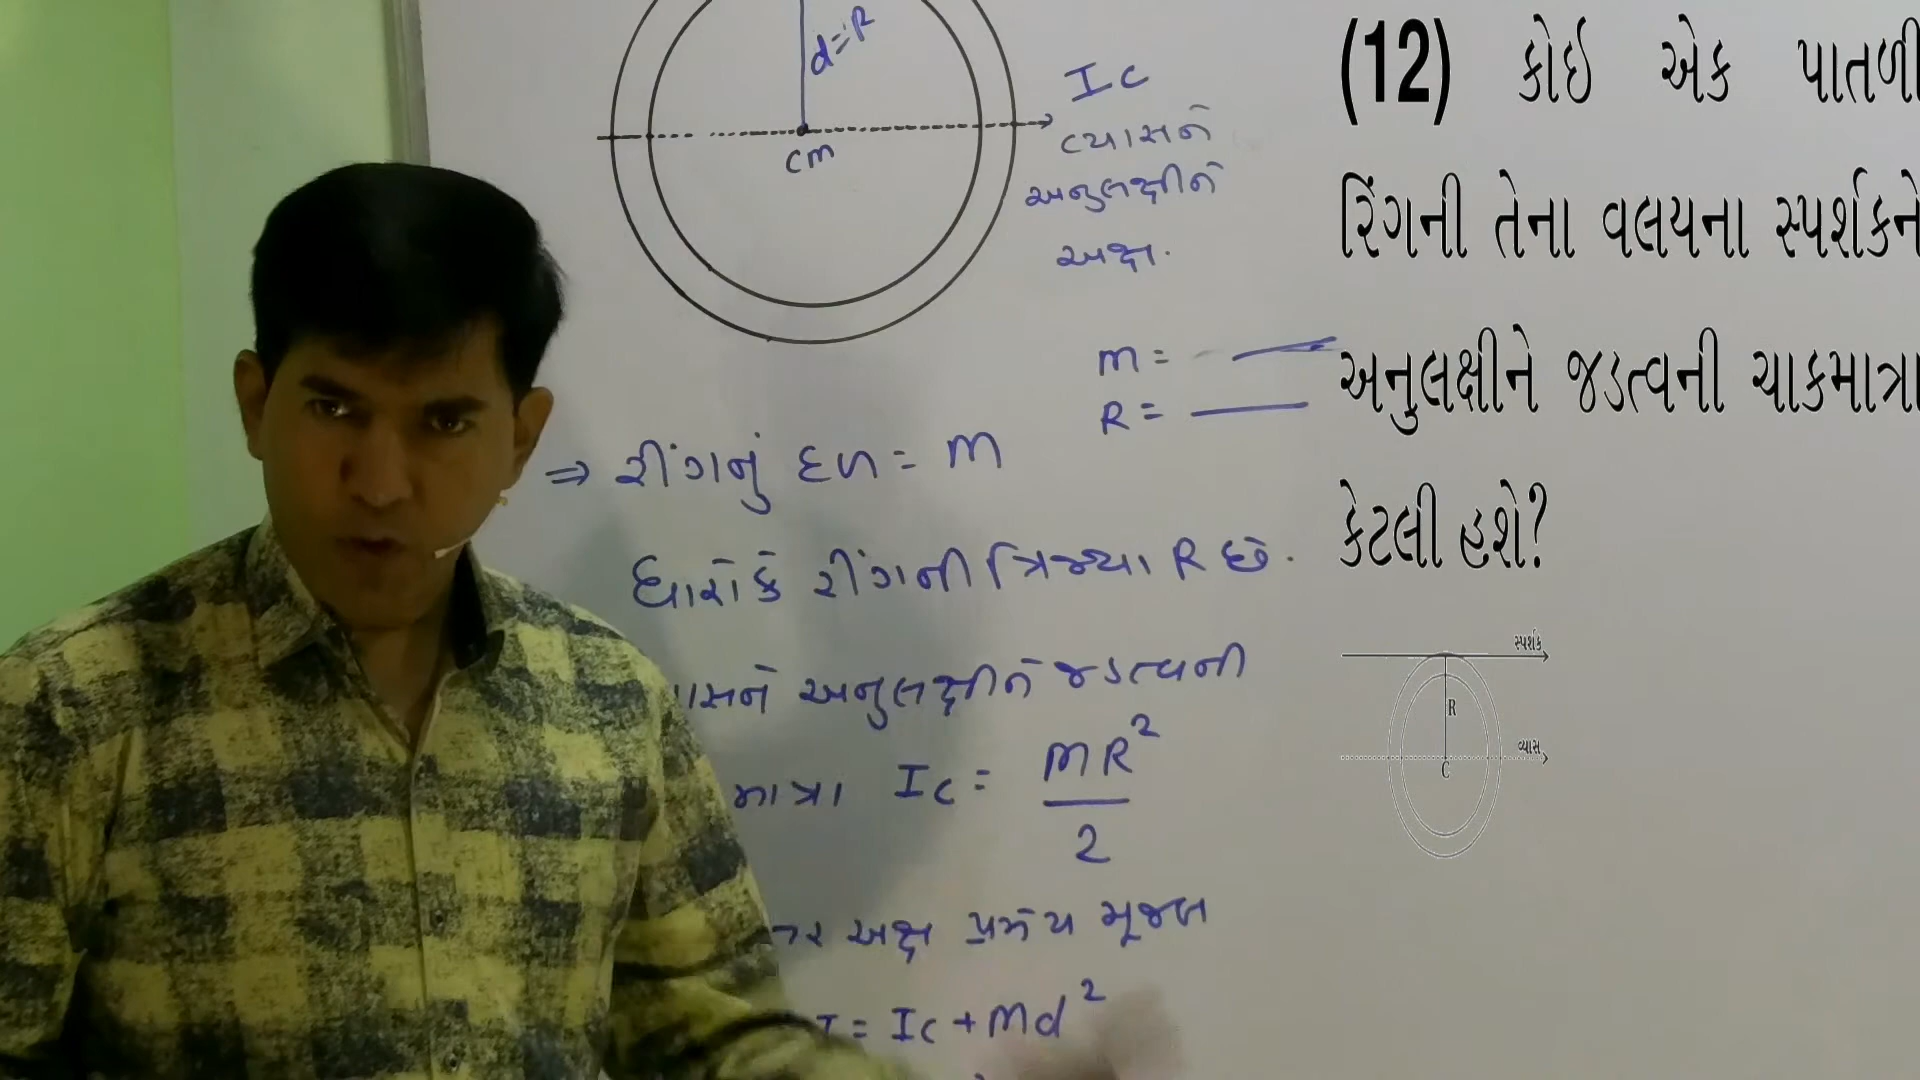 d=R
cm
Ic
વ્યાસને
અનુલક્ષીને
અક્ષ.
m =
R =
⇒ રીંગનું દળ = M
ધારોકે રીંગની ત્રિજ્યા R છે.
અનુલક્ષીને જડત્વની
માત્રા Ic = MR²/2
અક્ષ પ્રમેય મૂજબ
I = Ic + Md²
(12) કોઇ એક પાતળી
રિંગની તેના વલયના સ્પર્શકને
અનુલક્ષીને જડત્વની ચાકમાત્રા
કેટલી હશે?
સ્પર્શક
R
વ્યાસ
C